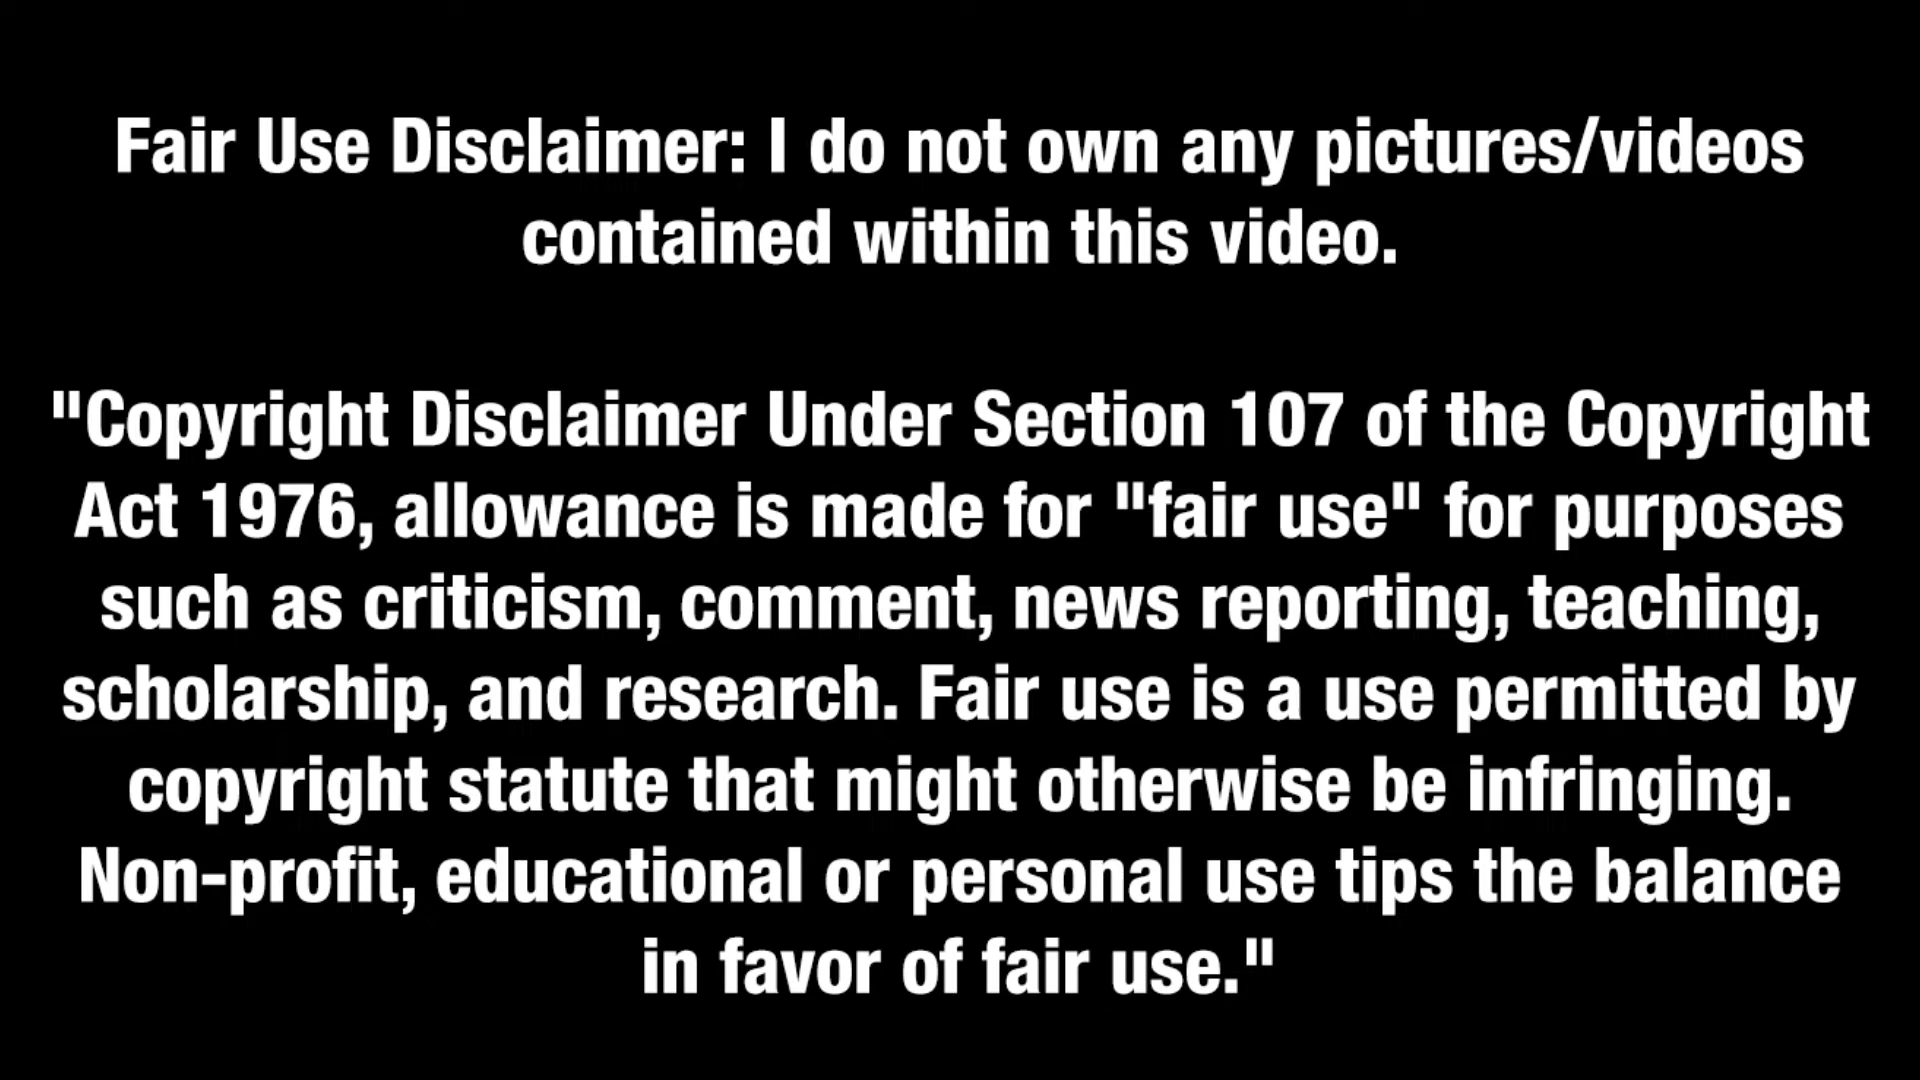 Fair Use Disclaimer: I do not own any pictures/videos
contained within this video.
"Copyright Disclaimer Under Section 107 of the Copyright
Act 1976, allowance is made for "fair use" for purposes
such as criticism, comment, news reporting, teaching,
scholarship, and research. Fair use is a use permitted by
copyright statute that might otherwise be infringing.
Non-profit, educational or personal use tips the balance
in favor of fair use."